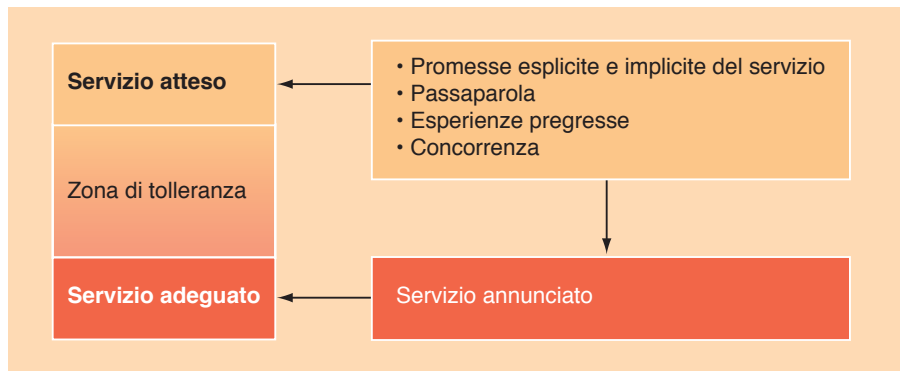 Servizio atteso
• Promesse esplicite e implicite del servizio
• Passaparola
• Esperienze pregresse
• Concorrenza
Zona di tolleranza
Servizio adeguato
Servizio annunciato